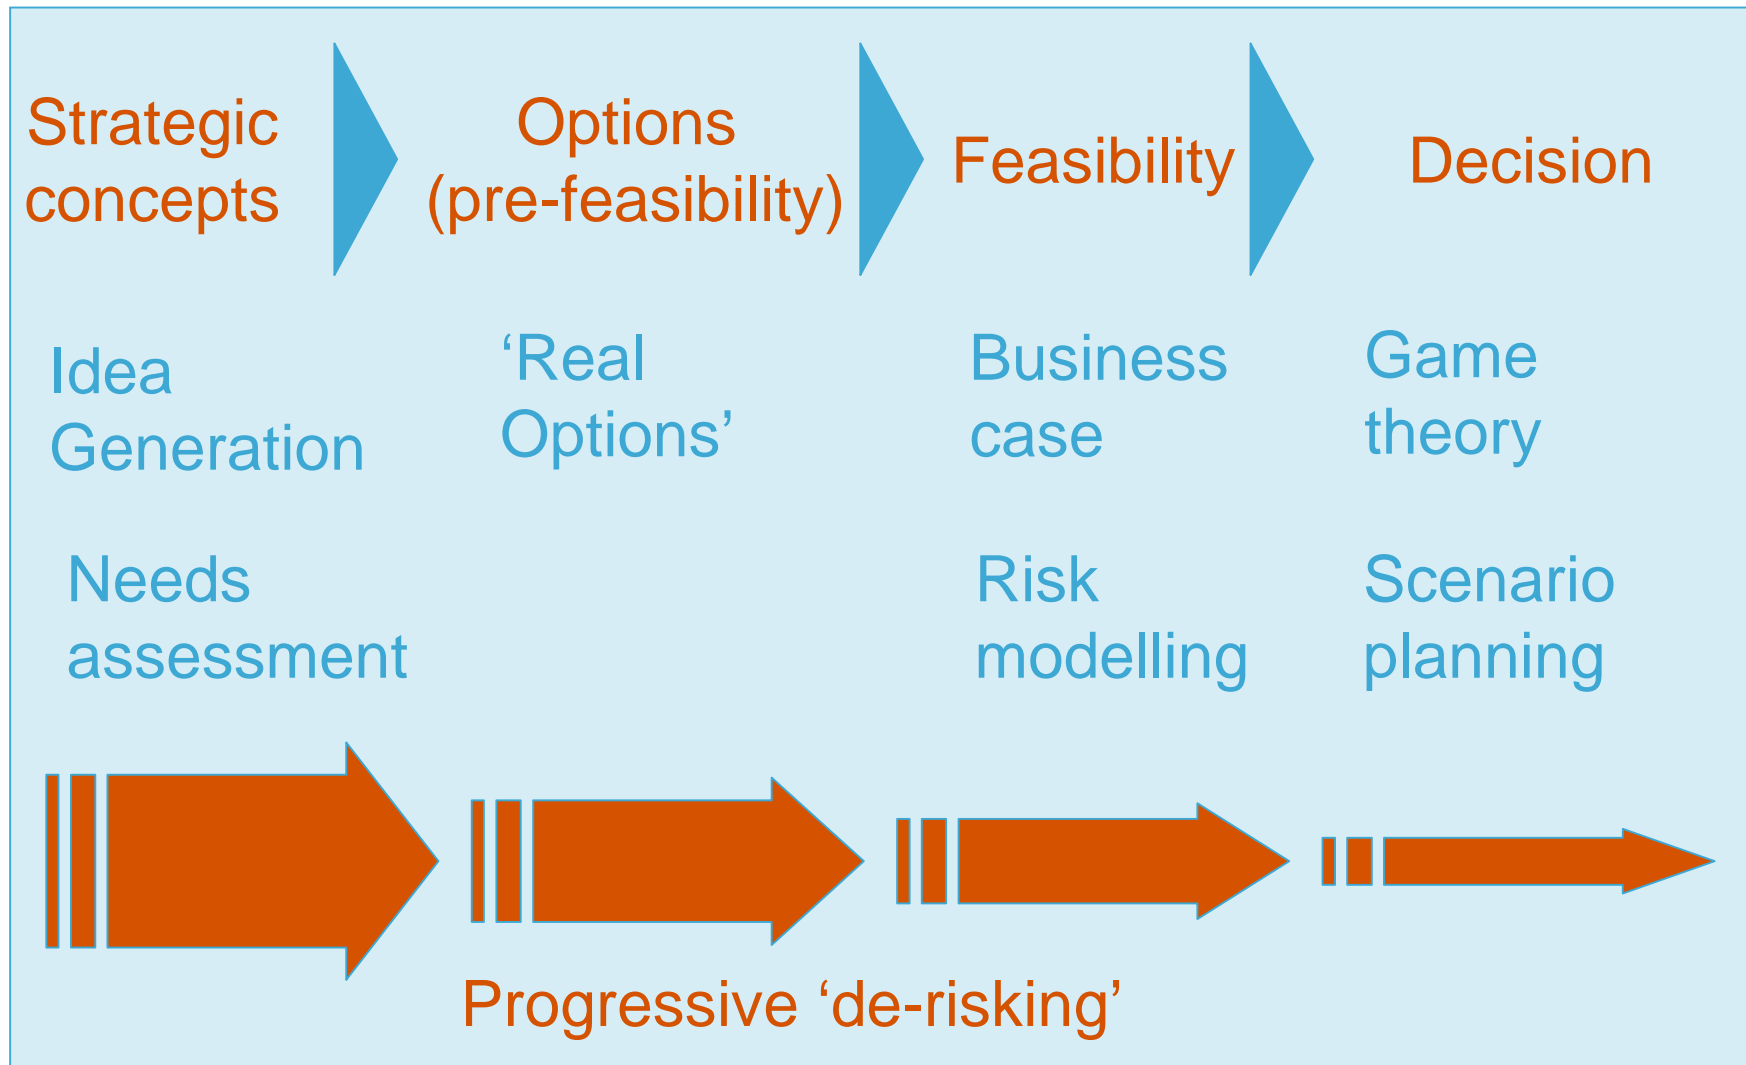 Strategic
concepts
Options
(pre-feasibility)
Feasibility
Decision
Idea
Generation
‘Real
Options’
Business
case
Game
theory
Needs
assessment
Risk
modelling
Scenario
planning
Progressive ‘de-risking’